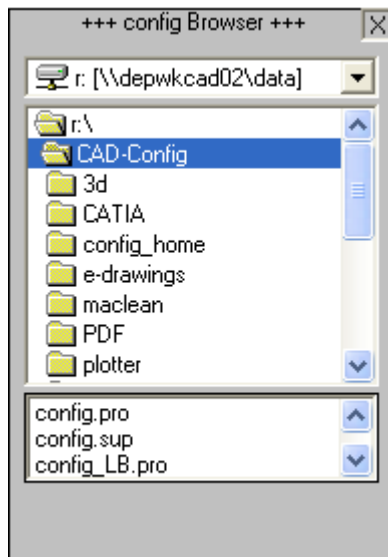 +++ config Browser +++
r: [\\depwkcad02\data]
r:\
CAD-Config
3d
CATIA
config_home
e-drawings
maclean
PDF
plotter
config.pro
config.sup
config_LB.pro